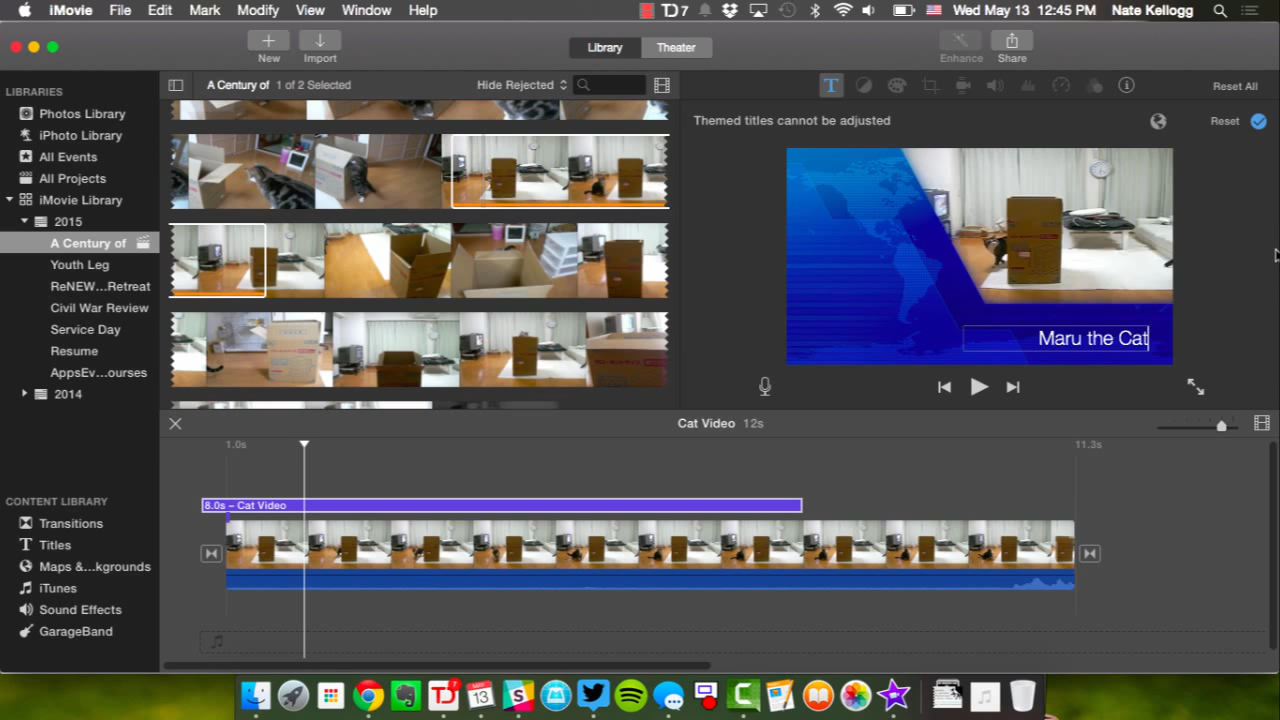 iMovie File Edit Mark Modify View Window Help 7 Wed May 13 12:45 PM Nate Kellogg
New Import Library Theater Enhance Share
LIBRARIES
Photos Library
iPhoto Library
All Events
All Projects
iMovie Library
2015
A Century of
Youth Leg
ReNEW...Retreat
Civil War Review
Service Day
Resume
AppsEv...ourses
2014
CONTENT LIBRARY
Transitions
T Titles
Maps &...kgrounds
iTunes
Sound Effects
GarageBand
A Century of 1 of 2 Selected Hide Rejected
T Reset All
Themed titles cannot be adjusted Reset
Maru the Cat
Cat Video 12s
1.0s 11.3s
8.0s – Cat Video
7
MAY
13